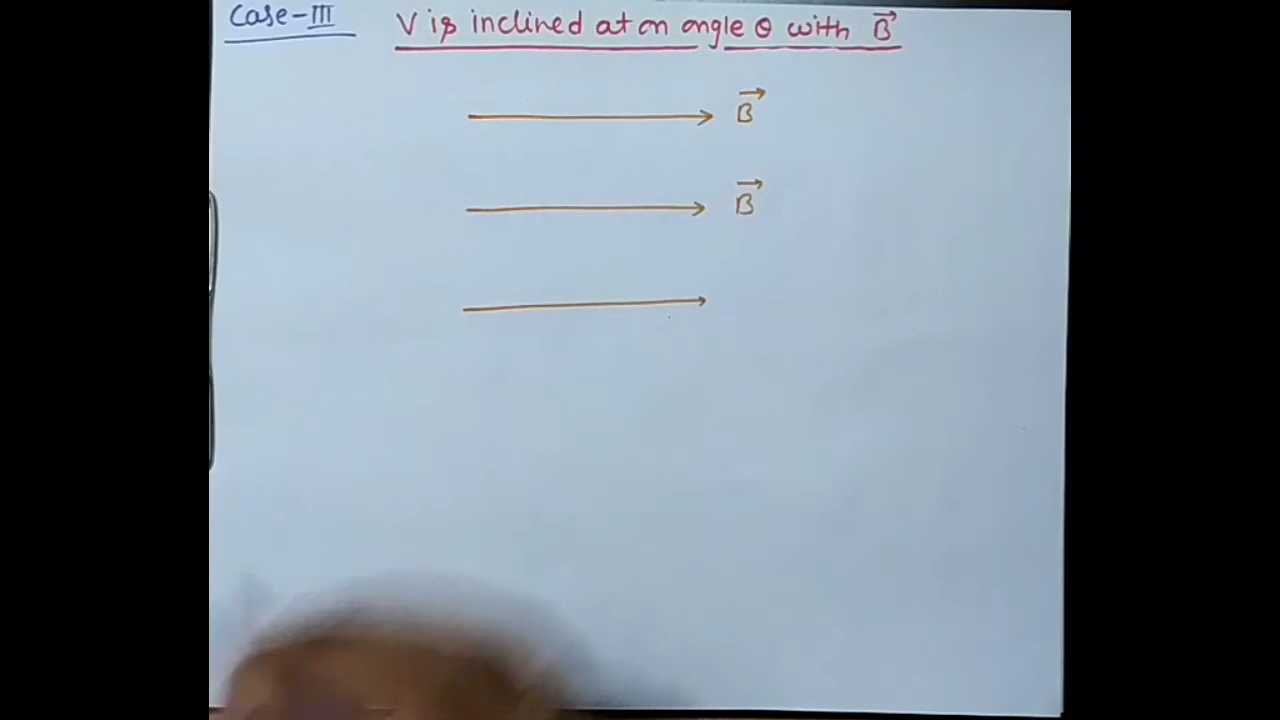 Case-III
V is inclined at an angle θ with B⃗
B⃗
B⃗